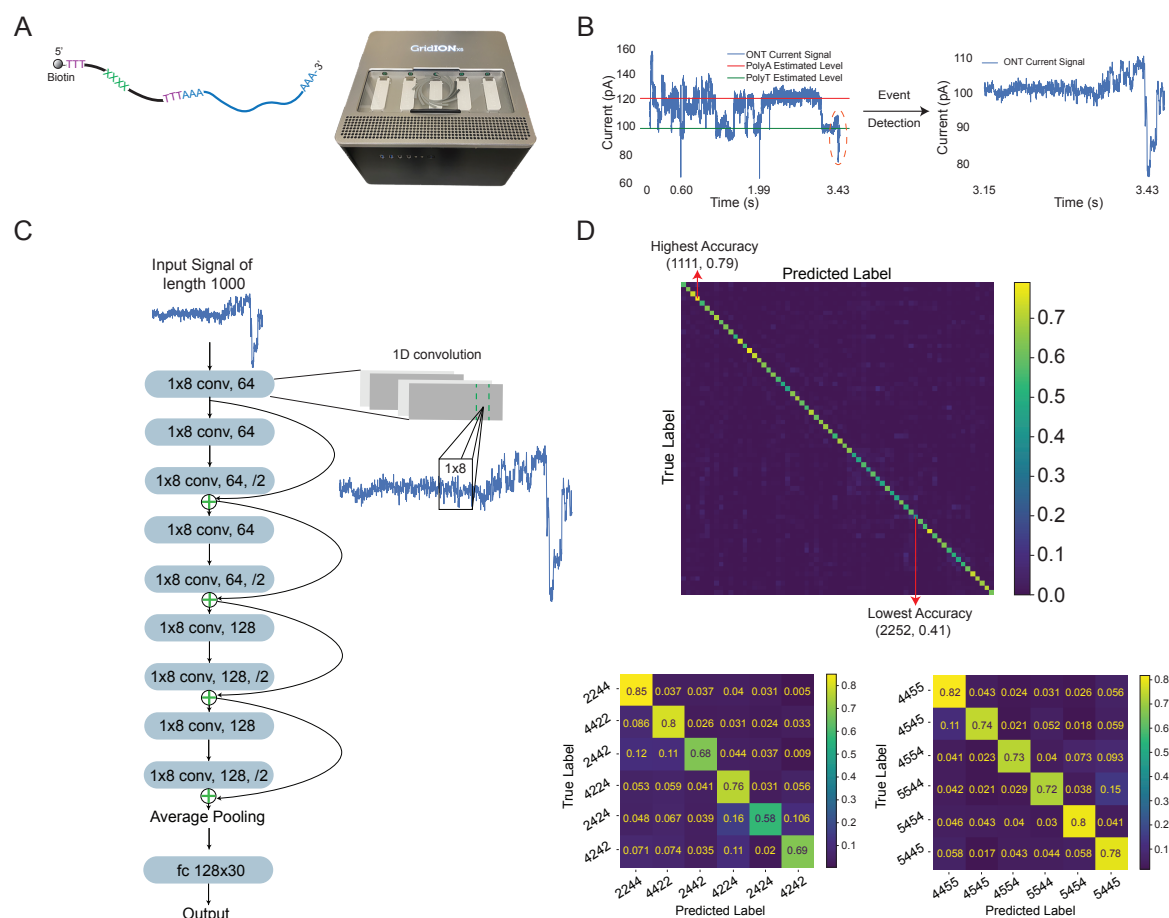 A
5'
TTT
Biotin
XXXX
TTTAAA
AAA-3'
GridION X5
B
160
140
120
100
80
60
Current (pA)
ONT Current Signal
PolyA Estimated Level
PolyT Estimated Level
0
0.60
1.99
3.43
Time (s)
Event
Detection
110
100
90
80
Current (pA)
ONT Current Signal
3.15
3.43
Time (s)
C
Input Signal of
length 1000
1x8 conv, 64
1x8 conv, 64
1x8 conv, 64, /2
1x8 conv, 64
1x8 conv, 64, /2
1x8 conv, 128
1x8 conv, 128, /2
1x8 conv, 128
1x8 conv, 128, /2
Average Pooling
fc 128x30
Output
1D convolution
1x8
D
Highest Accuracy
(1111, 0.79)
Predicted Label
True Label
0.7
0.6
0.5
0.4
0.3
0.2
0.1
0.0
Lowest Accuracy
(2252, 0.41)
True Label
2244 0.85 0.037 0.037 0.04 0.031 0.005
4422 0.086 0.8 0.026 0.031 0.024 0.033
2442 0.12 0.11 0.68 0.044 0.037 0.009
4224 0.053 0.059 0.041 0.76 0.031 0.056
2424 0.048 0.067 0.039 0.16 0.58 0.106
4242 0.071 0.074 0.035 0.11 0.02 0.69
2244 4422 2442 4224 2424 4242
Predicted Label
0.8
0.7
0.6
0.5
0.4
0.3
0.2
0.1
True Label
4455 0.82 0.043 0.024 0.031 0.026 0.056
4545 0.11 0.74 0.021 0.052 0.018 0.059
4554 0.041 0.023 0.73 0.04 0.073 0.093
5544 0.042 0.021 0.029 0.72 0.038 0.15
5454 0.046 0.043 0.04 0.03 0.8 0.041
5445 0.058 0.017 0.043 0.044 0.058 0.78
4455 4545 4554 5544 5454 5445
Predicted Label
0.8
0.7
0.6
0.5
0.4
0.3
0.2
0.1